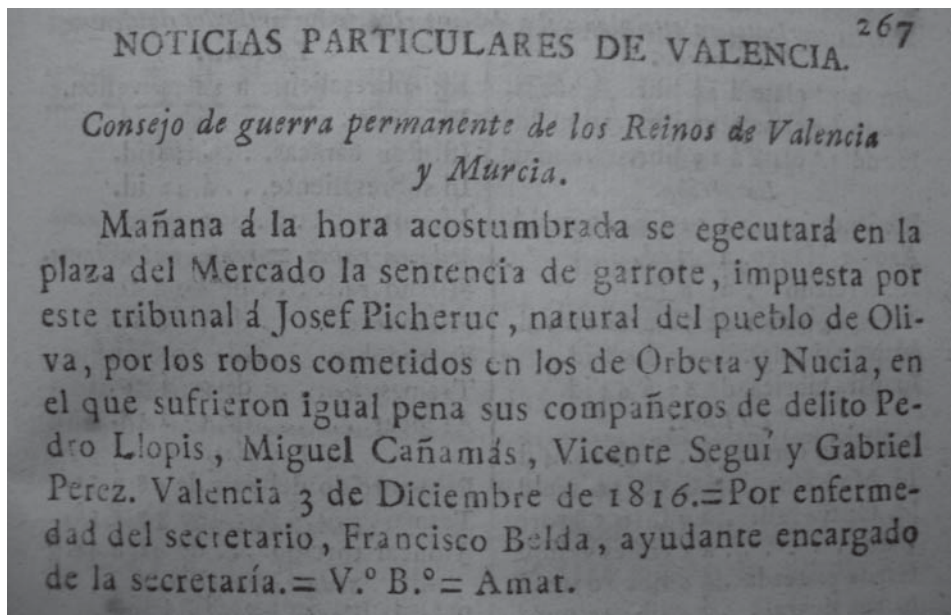 267
NOTICIAS PARTICULARES DE VALENCIA.
Consejo de guerra permanente de los Reinos de Valencia
y Murcia.
Mañana á la hora acostumbrada se egecutará en la
plaza del Mercado la sentencia de garrote, impuesta por
este tribunal á Josef Picheruc, natural del pueblo de Oli-
va, por los robos cometidos en los de Orbeta y Nucia, en
el que sufrieron igual pena sus compañeros de delito Pe-
dro Llopis, Miguel Cañamás, Vicente Seguí y Gabriel
Perez. Valencia 3 de Diciembre de 1816.=Por enferme-
dad del secretario, Francisco Belda, ayudante encargado
de la secretaría.= V.º B.º= Amat.